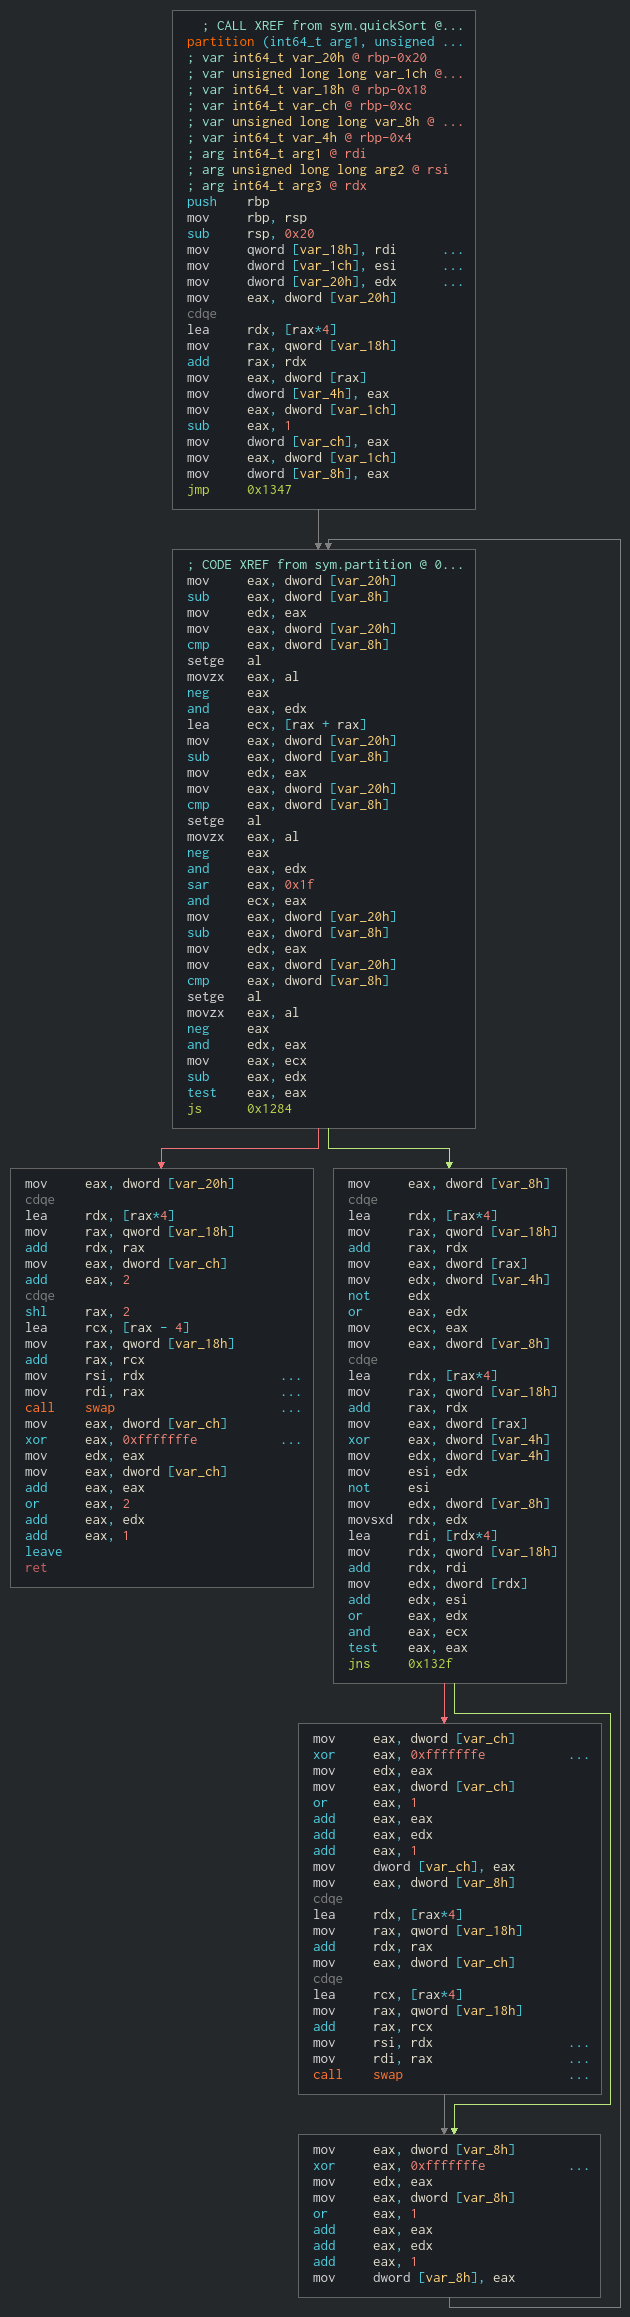 ; CALL XREF from sym.quickSort @...
partition (int64_t arg1, unsigned ...
; var int64_t var_20h @ rbp-0x20
; var unsigned long long var_1ch @...
; var int64_t var_18h @ rbp-0x18
; var int64_t var_ch @ rbp-0xc
; var unsigned long long var_8h @ ...
; var int64_t var_4h @ rbp-0x4
; arg int64_t arg1 @ rdi
; arg unsigned long long arg2 @ rsi
; arg int64_t arg3 @ rdx
push rbp
mov rbp, rsp
sub rsp, 0x20
mov qword [var_18h], rdi ...
mov dword [var_1ch], esi ...
mov dword [var_20h], edx ...
mov eax, dword [var_20h]
cdqe
lea rdx, [rax*4]
mov rax, qword [var_18h]
add rax, rdx
mov eax, dword [rax]
mov dword [var_4h], eax
mov eax, dword [var_1ch]
sub eax, 1
mov dword [var_ch], eax
mov eax, dword [var_1ch]
mov dword [var_8h], eax
jmp 0x1347
; CODE XREF from sym.partition @ 0...
mov eax, dword [var_20h]
sub eax, dword [var_8h]
mov edx, eax
mov eax, dword [var_20h]
cmp eax, dword [var_8h]
setge al
movzx eax, al
neg eax
and eax, edx
lea ecx, [rax + rax]
mov eax, dword [var_20h]
sub eax, dword [var_8h]
mov edx, eax
mov eax, dword [var_20h]
cmp eax, dword [var_8h]
setge al
movzx eax, al
neg eax
and eax, edx
sar eax, 0x1f
and ecx, eax
mov eax, dword [var_20h]
sub eax, dword [var_8h]
mov edx, eax
mov eax, dword [var_20h]
cmp eax, dword [var_8h]
setge al
movzx eax, al
neg eax
and edx, eax
mov eax, ecx
sub eax, edx
test eax, eax
js 0x1284
mov eax, dword [var_20h]
cdqe
lea rdx, [rax*4]
mov rax, qword [var_18h]
add rdx, rax
mov eax, dword [var_ch]
add eax, 2
cdqe
shl rax, 2
lea rcx, [rax - 4]
mov rax, qword [var_18h]
add rax, rcx
mov rsi, rdx ...
mov rdi, rax ...
call swap ...
mov eax, dword [var_ch]
xor eax, 0xfffffffe ...
mov edx, eax
mov eax, dword [var_ch]
add eax, eax
or eax, 2
add eax, edx
add eax, 1
leave
ret
mov eax, dword [var_8h]
cdqe
lea rdx, [rax*4]
mov rax, qword [var_18h]
add rax, rdx
mov eax, dword [rax]
mov edx, dword [var_4h]
not edx
or eax, edx
mov ecx, eax
mov eax, dword [var_8h]
cdqe
lea rdx, [rax*4]
mov rax, qword [var_18h]
add rax, rdx
mov eax, dword [rax]
xor eax, dword [var_4h]
mov edx, dword [var_4h]
mov esi, edx
not esi
mov edx, dword [var_8h]
movsxd rdx, edx
lea rdi, [rdx*4]
mov rdx, qword [var_18h]
add rdx, rdi
mov edx, dword [rdx]
add edx, esi
or eax, edx
and eax, ecx
test eax, eax
jns 0x132f
mov eax, dword [var_ch]
xor eax, 0xfffffffe ...
mov edx, eax
mov eax, dword [var_ch]
or eax, 1
add eax, eax
add eax, edx
add eax, 1
mov dword [var_ch], eax
mov eax, dword [var_8h]
cdqe
lea rdx, [rax*4]
mov rax, qword [var_18h]
add rdx, rax
mov eax, dword [var_ch]
cdqe
lea rcx, [rax*4]
mov rax, qword [var_18h]
add rax, rcx
mov rsi, rdx ...
mov rdi, rax ...
call swap ...
mov eax, dword [var_8h]
xor eax, 0xfffffffe ...
mov edx, eax
mov eax, dword [var_8h]
or eax, 1
add eax, eax
add eax, edx
add eax, 1
mov dword [var_8h], eax